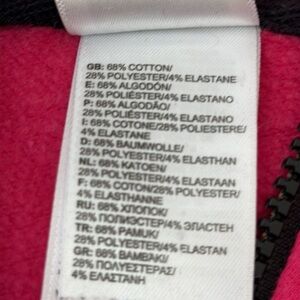 GB: 68% COTTON/
28% POLYESTER/4% ELASTANE
E: 68% ALGODÓN/
28% POLIÉSTER/4% ELASTANO
P: 68% ALGODÃO/
28% POLIÉSTER/4% ELASTANO
I: 68% COTONE/28% POLIESTERE/
4% ELASTANE
D: 68% BAUMWOLLE/
28% POLYESTER/4% ELASTHAN
NL: 68% KATOEN/
28% POLYESTER/4% ELASTAAN
F: 68% COTON/28% POLYESTER/
4% ELASTHANNE
RU: 68% ХЛОПОК/
28% ПОЛИЭСТЕР/4% ЭЛАСТЕН
TR: 68% PAMUK/
28% POLYESTER/4% ELASTAN
GR: 68% ΒΑΜΒΑΚΙ/
28% ΠΟΛΥΕΣΤΕΡΑΣ/
4% ΕΛΑΣΤΑΝΗ